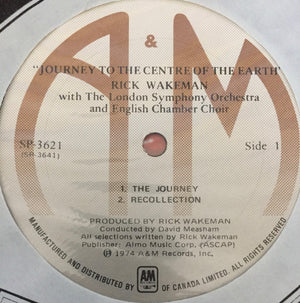 &
"JOURNEY TO THE CENTRE OF THE EARTH"
RICK WAKEMAN
with The London Symphony Orchestra
and English Chamber Choir
SP-3621
(SP-3641)
Side 1
1. THE JOURNEY
2. RECOLLECTION
PRODUCED BY RICK WAKEMAN
Conducted by David Measham
All selections written by Rick Wakeman
Publisher; Almo Music Corp. (ASCAP)
℗ 1974 A&M Records, Inc.
MANUFACTURED AND DISTRIBUTED BY A&M RECORDS OF CANADA LIMITED. ALL RIGHTS RESERVED.